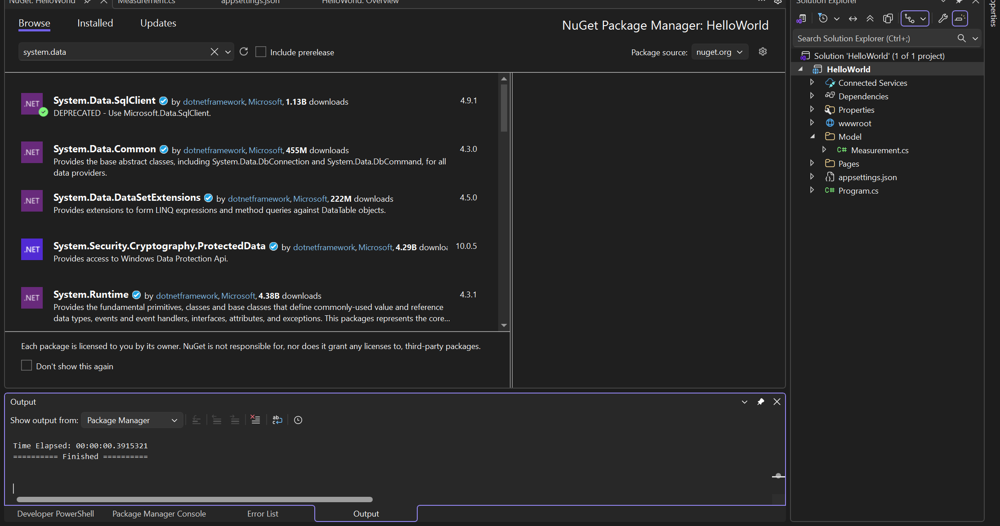 NuGet: HelloWorld
Measurement.cs
appsettings.json
HelloWorld: Overview
Browse
Installed
Updates
NuGet Package Manager: HelloWorld
system.data
Include prerelease
Package source:
nuget.org
.NET
System.Data.SqlClient by dotnetframework, Microsoft, 1.13B downloads
4.9.1
DEPRECATED - Use Microsoft.Data.SqlClient.
.NET
System.Data.Common by dotnetframework, Microsoft, 455M downloads
4.3.0
Provides the base abstract classes, including System.Data.DbConnection and System.Data.DbCommand, for all
data providers.
.NET
System.Data.DataSetExtensions by dotnetframework, Microsoft, 222M downloads
4.5.0
Provides extensions to form LINQ expressions and method queries against DataTable objects.
.NET
System.Security.Cryptography.ProtectedData by dotnetframework, Microsoft, 4.29B downloa
10.0.5
Provides access to Windows Data Protection Api.
.NET
System.Runtime by dotnetframework, Microsoft, 4.38B downloads
4.3.1
Provides the fundamental primitives, classes and base classes that define commonly-used value and reference
data types, events and event handlers, interfaces, attributes, and exceptions. This packages represents the core...
Each package is licensed to you by its owner. NuGet is not responsible for, nor does it grant any licenses to, third-party packages.
Don't show this again
Output
Show output from:
Package Manager
Time Elapsed: 00:00:00.3915321
========== Finished ==========
Developer PowerShell
Package Manager Console
Error List
Output
Solution Explorer
Search Solution Explorer (Ctrl+;)
Solution 'HelloWorld' (1 of 1 project)
HelloWorld
Connected Services
Dependencies
Properties
wwwroot
Model
C# Measurement.cs
Pages
appsettings.json
C# Program.cs
operties